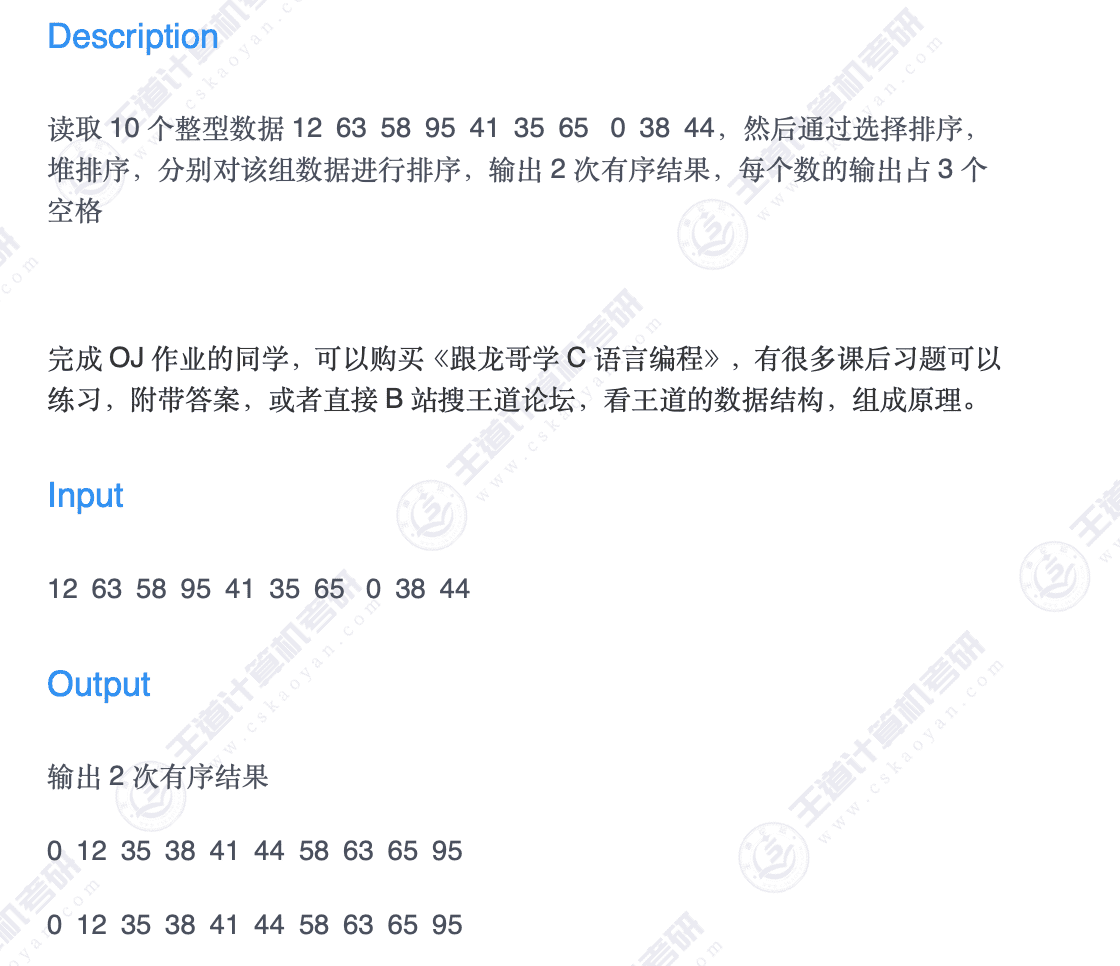 Description
读取 10 个整型数据 12 63 58 95 41 35 65 0 38 44，然后通过选择排序，
堆排序，分别对该组数据进行排序，输出 2 次有序结果，每个数的输出占 3 个
空格
完成 OJ 作业的同学，可以购买《跟龙哥学 C 语言编程》，有很多课后习题可以
练习，附带答案，或者直接 B 站搜王道论坛，看王道的数据结构，组成原理。
Input
12 63 58 95 41 35 65 0 38 44
Output
输出 2 次有序结果
0 12 35 38 41 44 58 63 65 95
0 12 35 38 41 44 58 63 65 95
王道计算机考研
www.cskaoyan.com